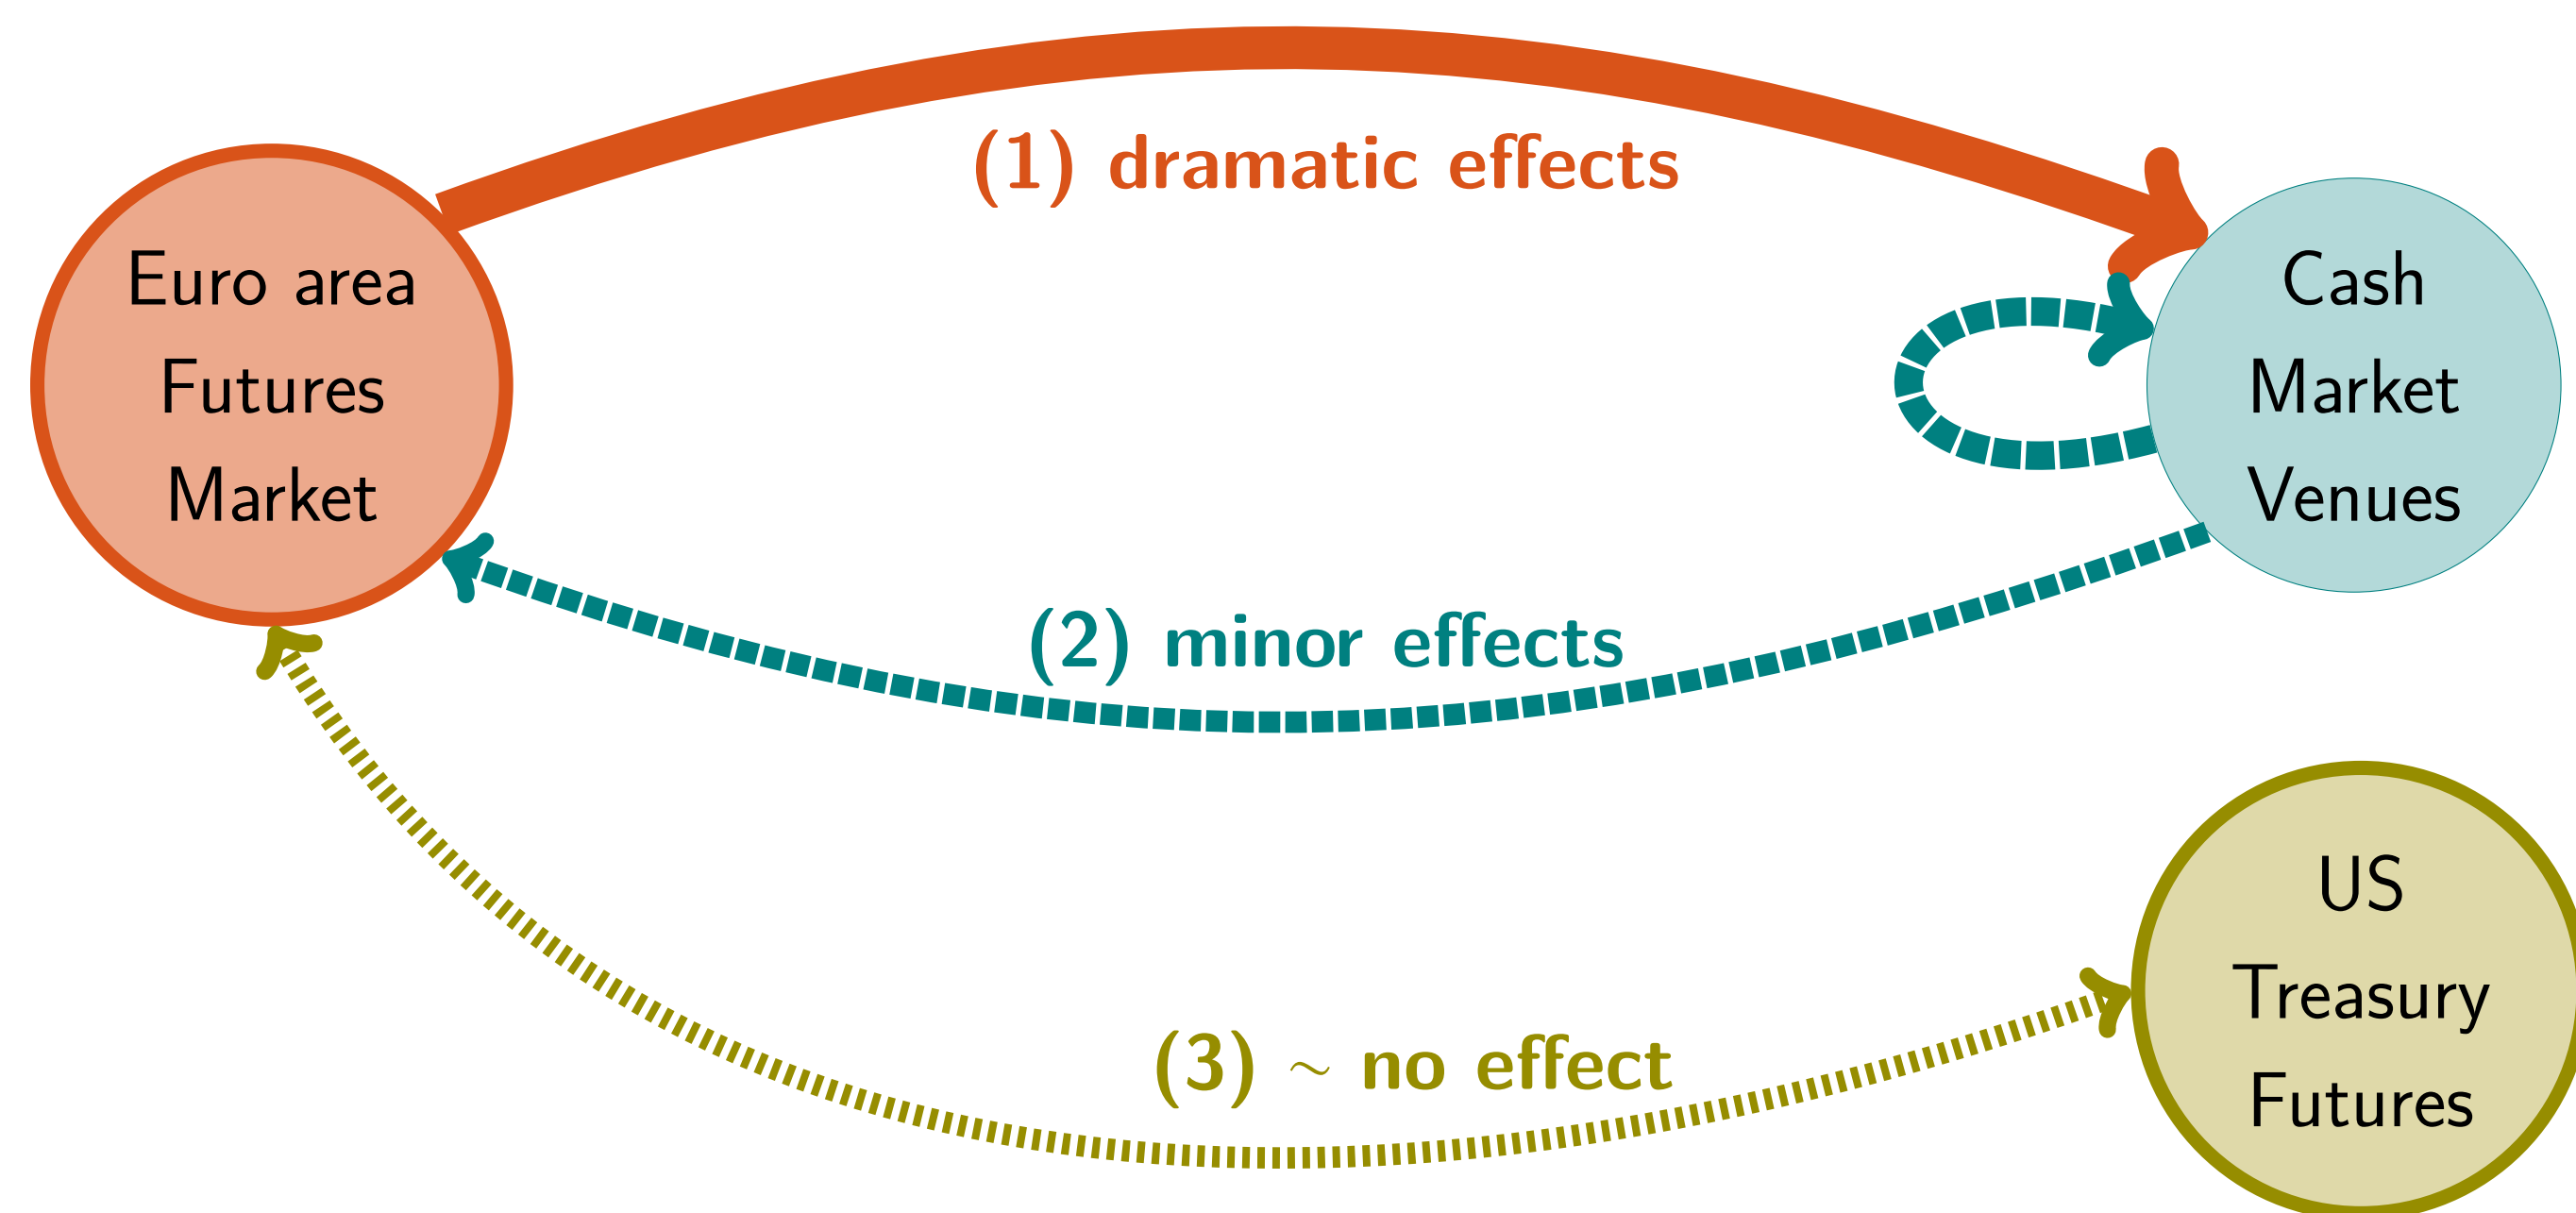 (1) dramatic effects
Euro area
Futures
Market
Cash
Market
Venues
(2) minor effects
US
Treasury
Futures
(3) ~ no effect